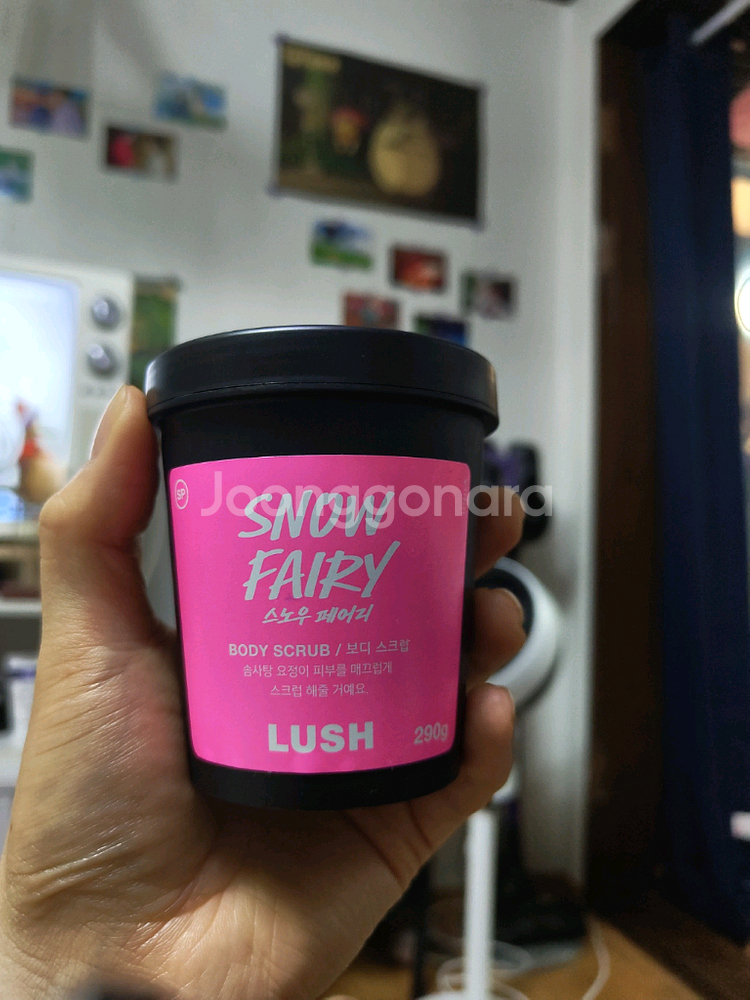 SP
Joonggonara
SNOW
FAIRY
스노우 페어리
BODY SCRUB / 보디 스크럽
솜사탕 요정이 피부를 매끄럽게
스크럽 해줄 거예요.
LUSH
290g